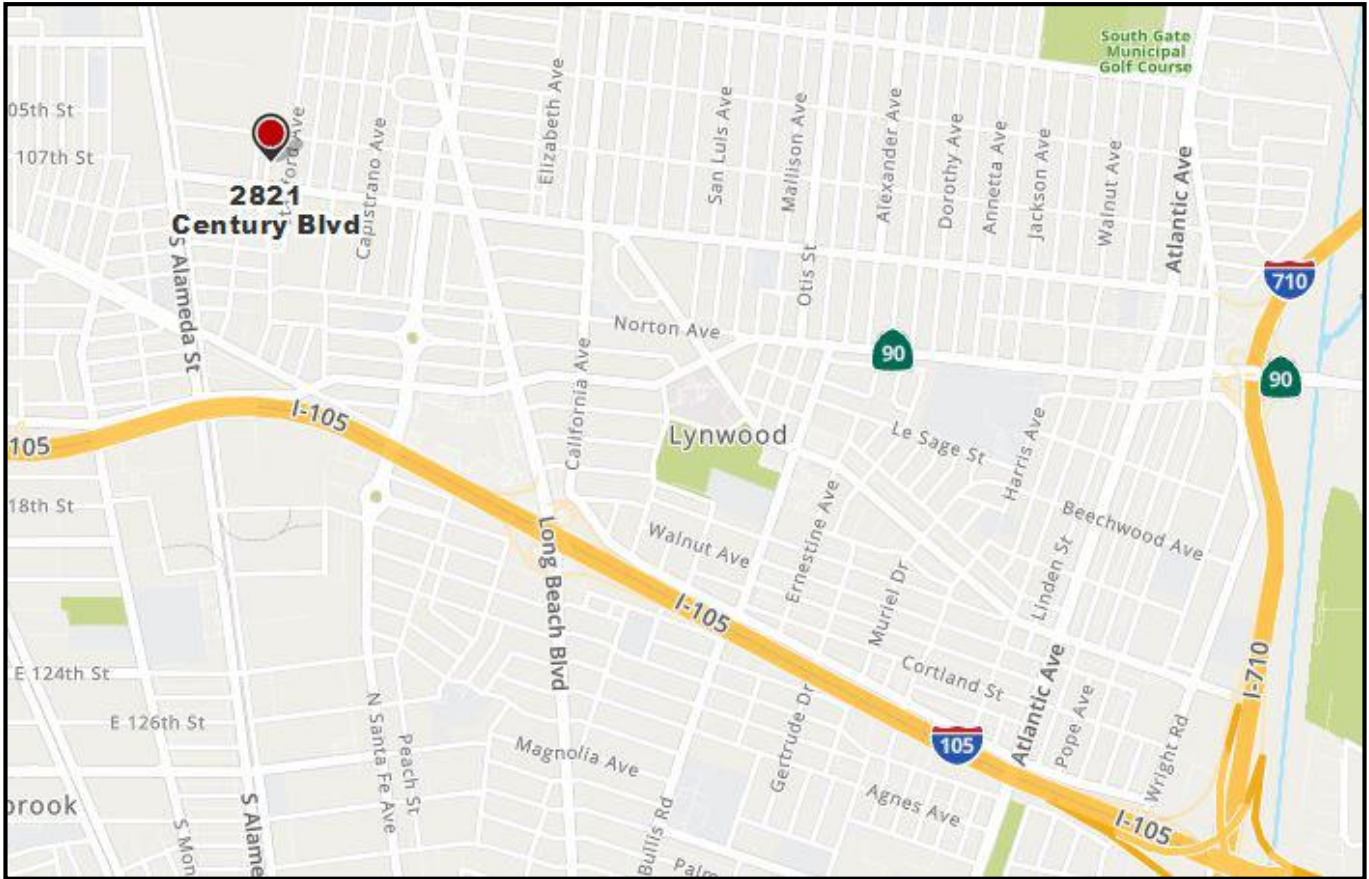 South Gate
Municipal
Golf Course
05th St
107th St
2821
Century Blvd
Capistrano Ave
Elizabeth Ave
San Luis Ave
Mallison Ave
Alexander Ave
Dorothy Ave
Annetta Ave
Jackson Ave
Walnut Ave
Atlantic Ave
S Alameda St
Otis St
710
Norton Ave
90
90
California Ave
I-105
105
Lynwood
Le Sage St
Harris Ave
18th St
Beechwood Ave
Long Beach Blvd
Walnut Ave
Ernestine Ave
Muriel Dr
Linden St
I-105
Cortland St
I-710
E 124th St
E 126th St
N Santa Fe Ave
Peach St
Magnolia Ave
Gertrude Dr
105
Atlantic Ave
Pope Ave
Wright Rd
Agnes Ave
I-105
brook
S Mon
S Alame
Bullis Rd
Palm